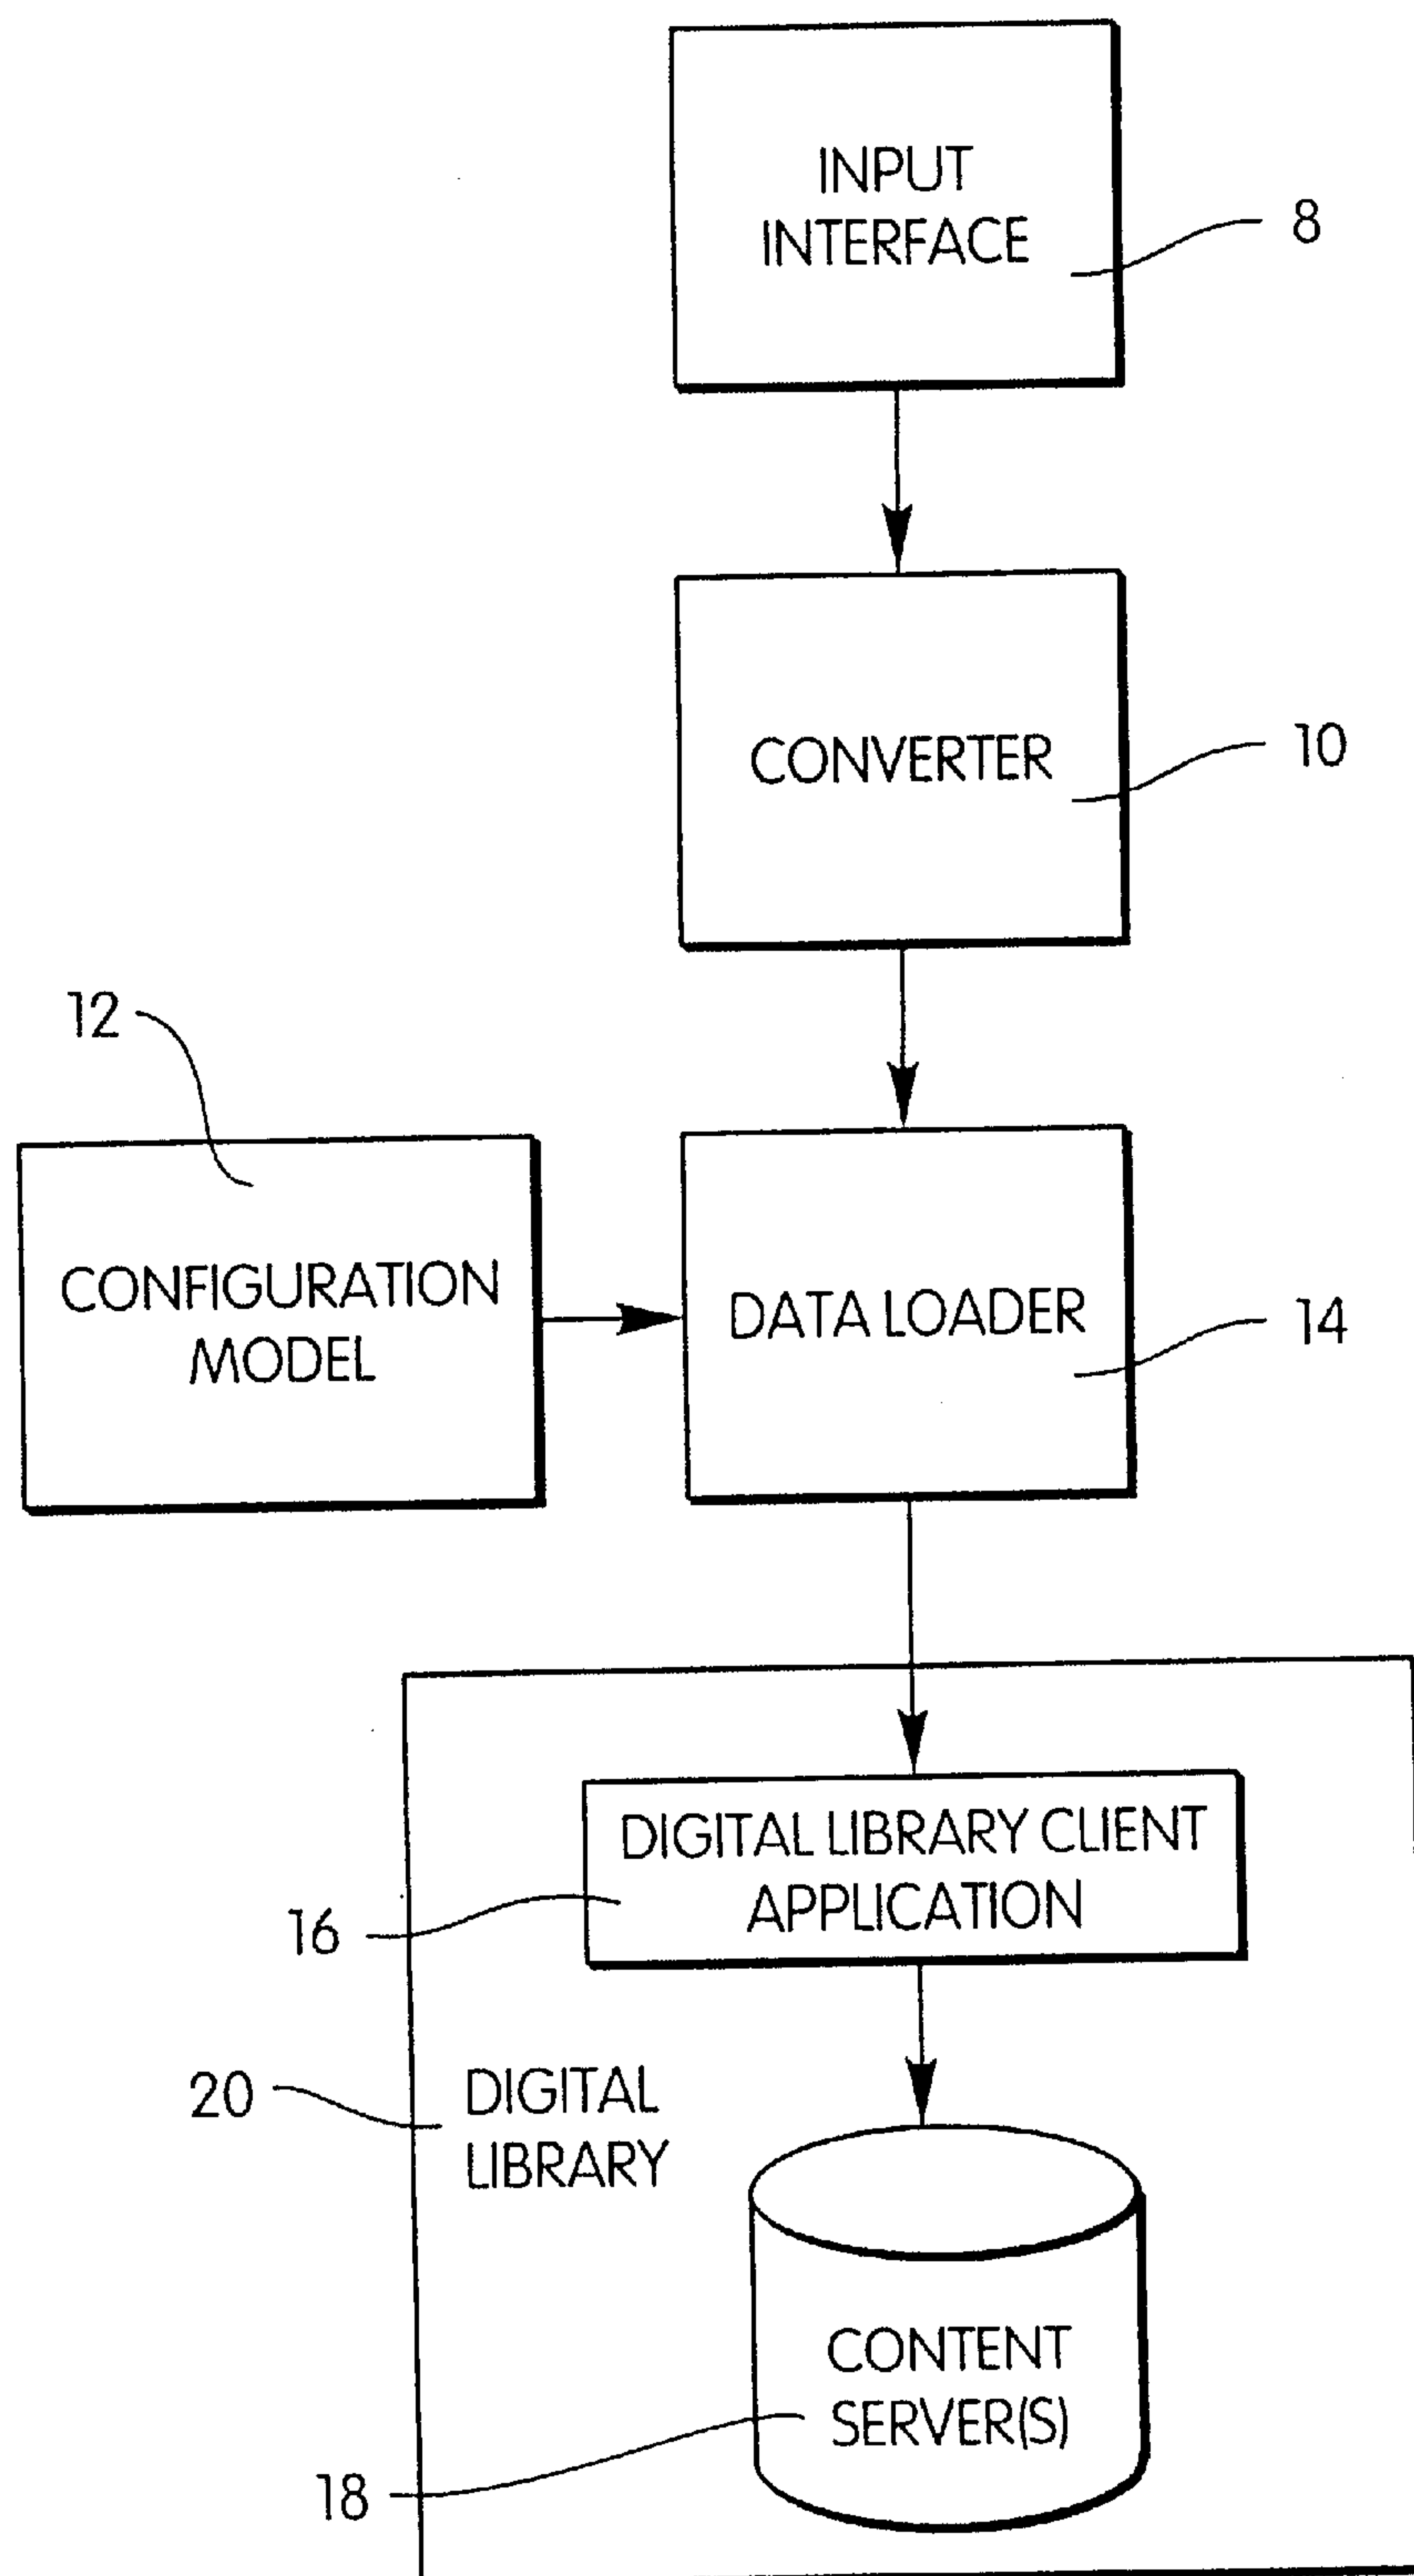 INPUT
INTERFACE
8
CONVERTER
10
12
CONFIGURATION
MODEL
DATA LOADER
14
DIGITAL LIBRARY CLIENT
APPLICATION
16
20
DIGITAL
LIBRARY
CONTENT
SERVER(S)
18